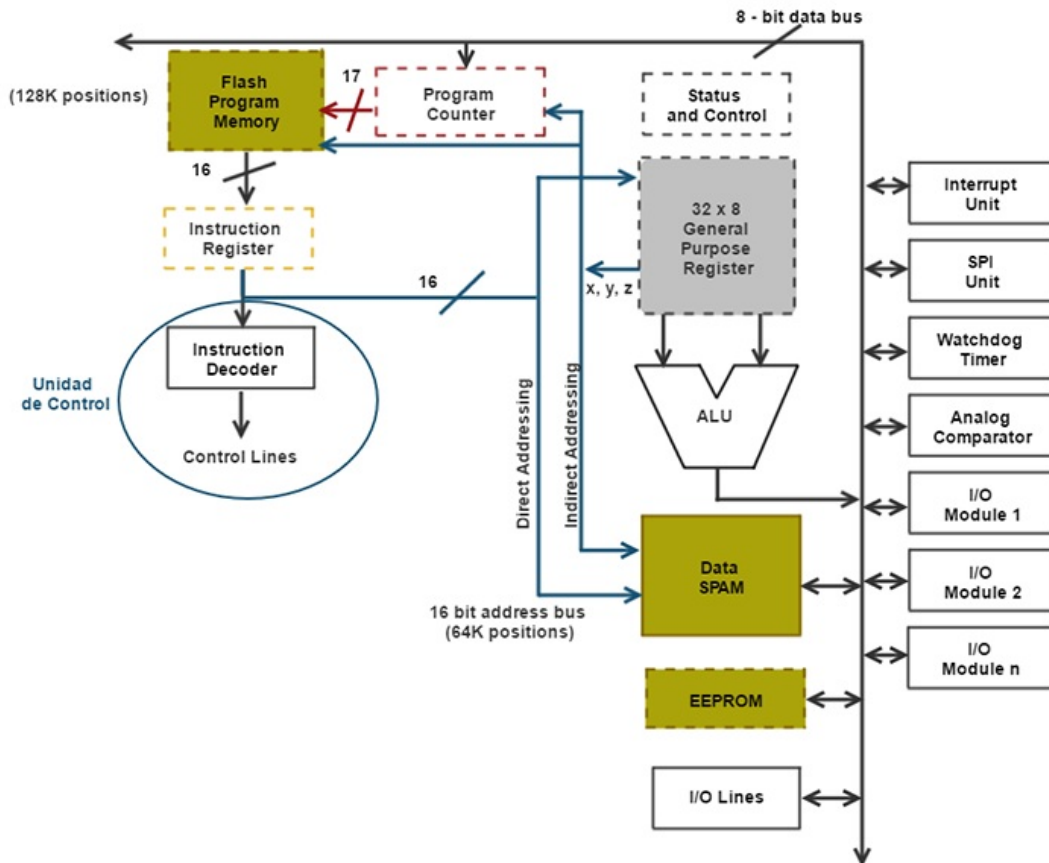 8 - bit data bus
(128K positions)
Flash
Program
Memory
17
Program
Counter
Status
and Control
16
Instruction
Register
32 x 8
General
Purpose
Register
x, y, z
16
Interrupt
Unit
SPI
Unit
Watchdog
Timer
Analog
Comparator
Unidad
de Control
Instruction
Decoder
Control Lines
Direct Addressing
Indirect Addressing
ALU
I/O
Module 1
I/O
Module 2
I/O
Module n
Data
SPAM
16 bit address bus
(64K positions)
EEPROM
I/O Lines